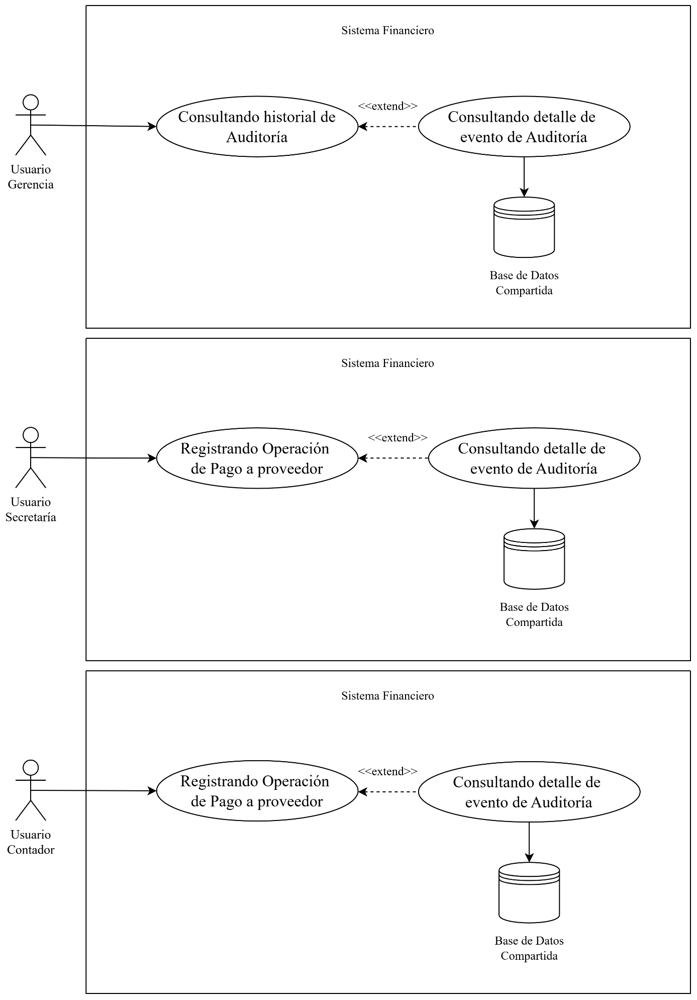 Sistema Financiero
Consultando historial de
Auditoría
<<extend>>
Consultando detalle de
evento de Auditoría
Usuario
Gerencia
Base de Datos
Compartida
Sistema Financiero
Registrando Operación
de Pago a proveedor
<<extend>>
Consultando detalle de
evento de Auditoría
Usuario
Secretaría
Base de Datos
Compartida
Sistema Financiero
Registrando Operación
de Pago a proveedor
<<extend>>
Consultando detalle de
evento de Auditoría
Usuario
Contador
Base de Datos
Compartida